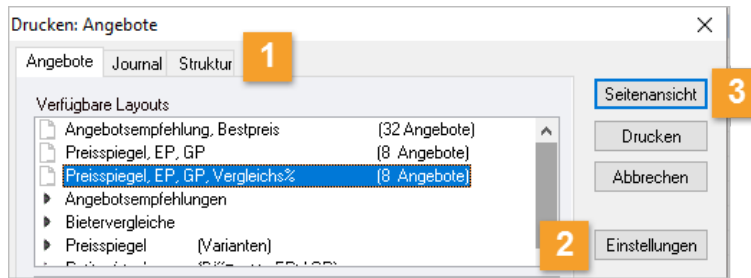 Drucken: Angebote
Angebote Journal Struktur
1
Verfügbare Layouts
Seitenansicht
3
Angebotsempfehlung, Bestpreis (32 Angebote)
Preisspiegel, EP, GP (8 Angebote)
Drucken
Preisspiegel, EP, GP, Vergleichs% (8 Angebote)
Abbrechen
Angebotsempfehlungen
Bietervergleiche
Preisspiegel (Varianten)
2
Einstellungen